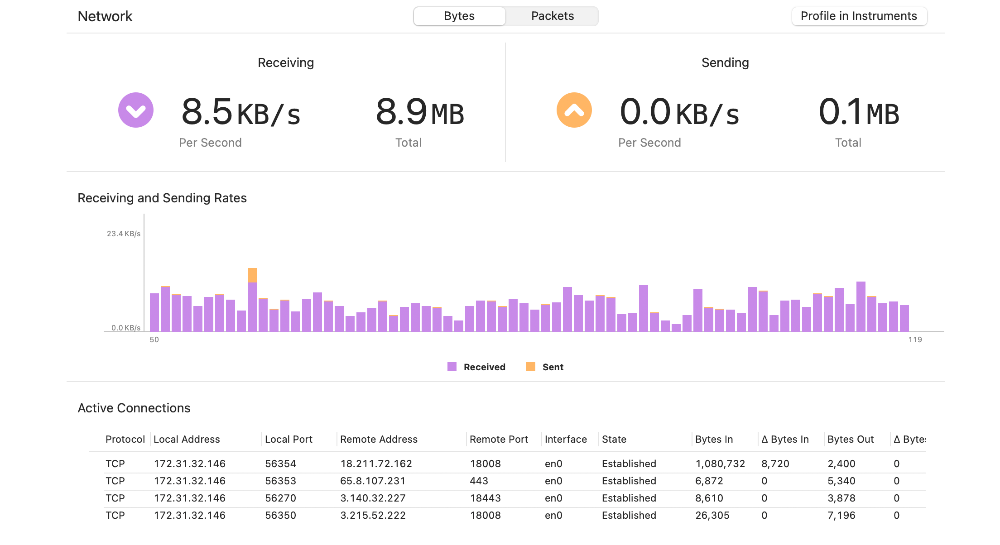 Network
Bytes
Packets
Profile in Instruments
Receiving
8.5 KB/s
Per Second
8.9 MB
Total
Sending
0.0 KB/s
Per Second
0.1 MB
Total
Receiving and Sending Rates
23.4 KB/s
0.0 KB/s
50
119
Received
Sent
Active Connections
Protocol Local Address Local Port Remote Address Remote Port Interface State Bytes In Δ Bytes In Bytes Out Δ Bytes
TCP 172.31.32.146 56354 18.211.72.162 18008 en0 Established 1,080,732 8,720 2,400 0
TCP 172.31.32.146 56353 65.8.107.231 443 en0 Established 6,872 0 5,340 0
TCP 172.31.32.146 56270 3.140.32.227 18443 en0 Established 8,610 0 3,878 0
TCP 172.31.32.146 56350 3.215.52.222 18008 en0 Established 26,305 0 7,196 0